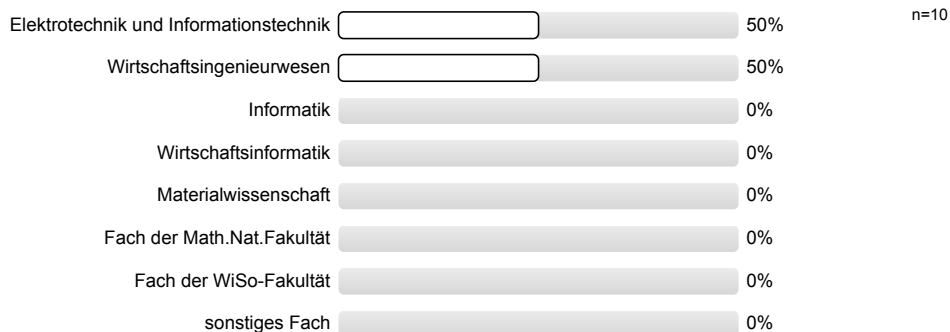 Elektrotechnik und Informationstechnik 50% n=10
Wirtschaftsingenieurwesen 50%
Informatik 0%
Wirtschaftsinformatik 0%
Materialwissenschaft 0%
Fach der Math.Nat.Fakultät 0%
Fach der WiSo-Fakultät 0%
sonstiges Fach 0%